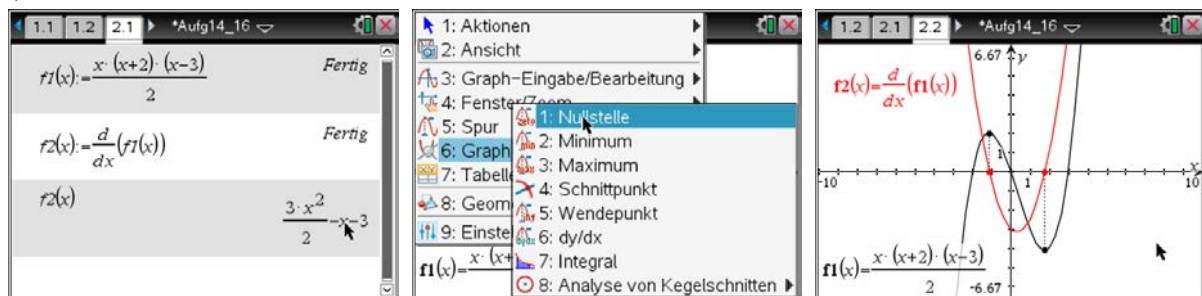 1.1 1.2 2.1 *Aufg14_16
f1(x):=x·(x+2)·(x−3)/2 Fertig
f2(x):=d/dx(f1(x)) Fertig
f2(x) 3·x²/2−x−3
1: Aktionen
2: Ansicht
3: Graph-Eingabe/Bearbeitung
4: Fenster/Zoom
5: Spur
6: Graph
7: Tabelle
8: Geom
9: Einstel
f1(x)=x·(x+
1: Nullstelle
2: Minimum
3: Maximum
4: Schnittpunkt
5: Wendepunkt
6: dy/dx
7: Integral
8: Analyse von Kegelschnitten
1.2 2.1 2.2 *Aufg14_16
6.67 y
f2(x)=d/dx(f1(x))
1
-10 1 10 x
f1(x)=x·(x+2)·(x−3)/2
-6.67